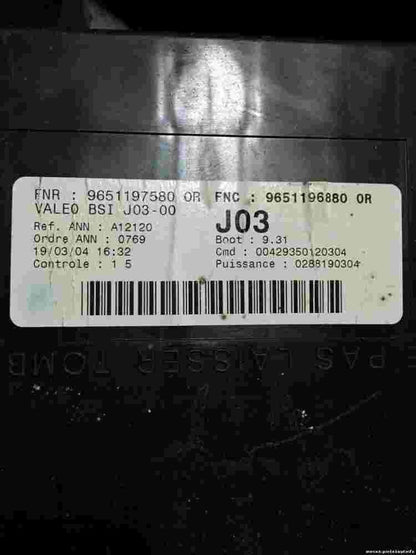 FNR : 9651197580 OR FNC : 9651196880 OR
VALEO BSI J03-00 J03
Ref. ANN : A12120
Ordre ANN : 0769 Boot : 9.31
19/03/04 16:32 Cmd : 00429350120304
Controle : 1 5 Puissance : 0288190304
E PAS LAISSER TOMB